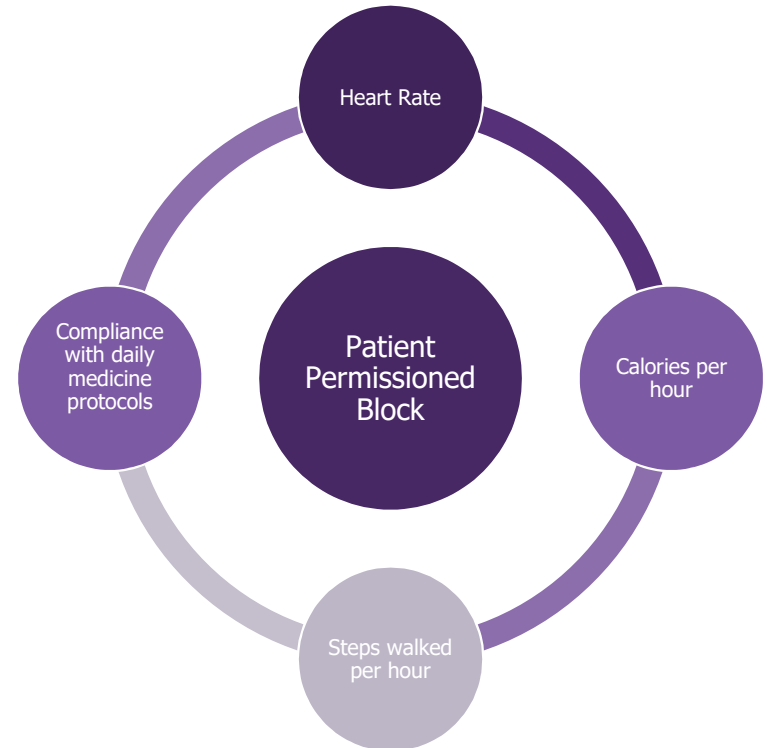 Heart Rate
Compliance
with daily
medicine
protocols
Patient
Permissioned
Block
Calories per
hour
Steps walked
per hour